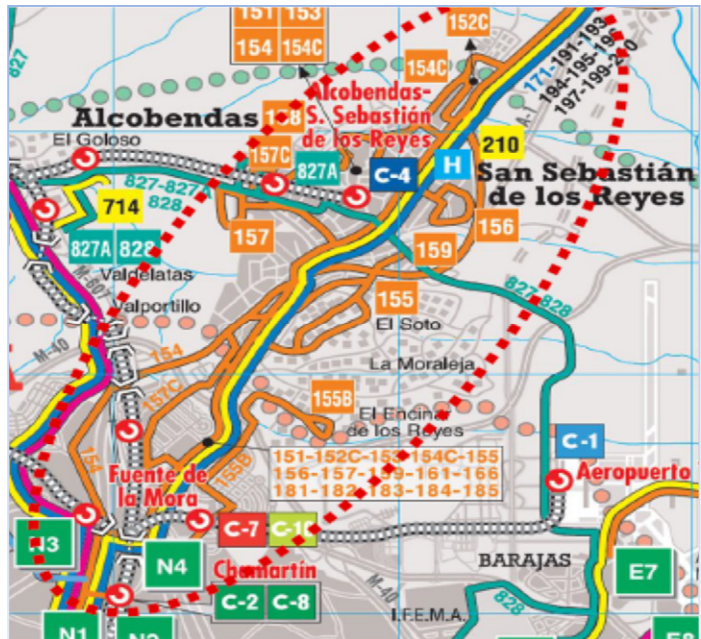 151 153
154 154C
152C
154C
171-191-193
194-195-196
197-199-2
A-1
827
Alcobendas-
S. Sebastián
de los Reyes
Alcobendas
El Goloso
157C
827A
C-4
H
210
San Sebastián
de los Reyes
827-827A
828
714
827A 828
157
159
156
Valdelatas
M-607
Valportillo
155
827-828
El Soto
M-40
154
157C
La Moraleja
155B
El Encinar
de los Reyes
C-1
151-152C-153-154C-155
156-157-159-161-166
181-182-183-184-185
154
155B
Fuente de
la Mora
Aeropuerto
N3
C-7
C-10
N4
Chamartín
C-2 C-8
M-40
BARAJAS
E7
828
I.F.E.M.A.
N1
N2
E8